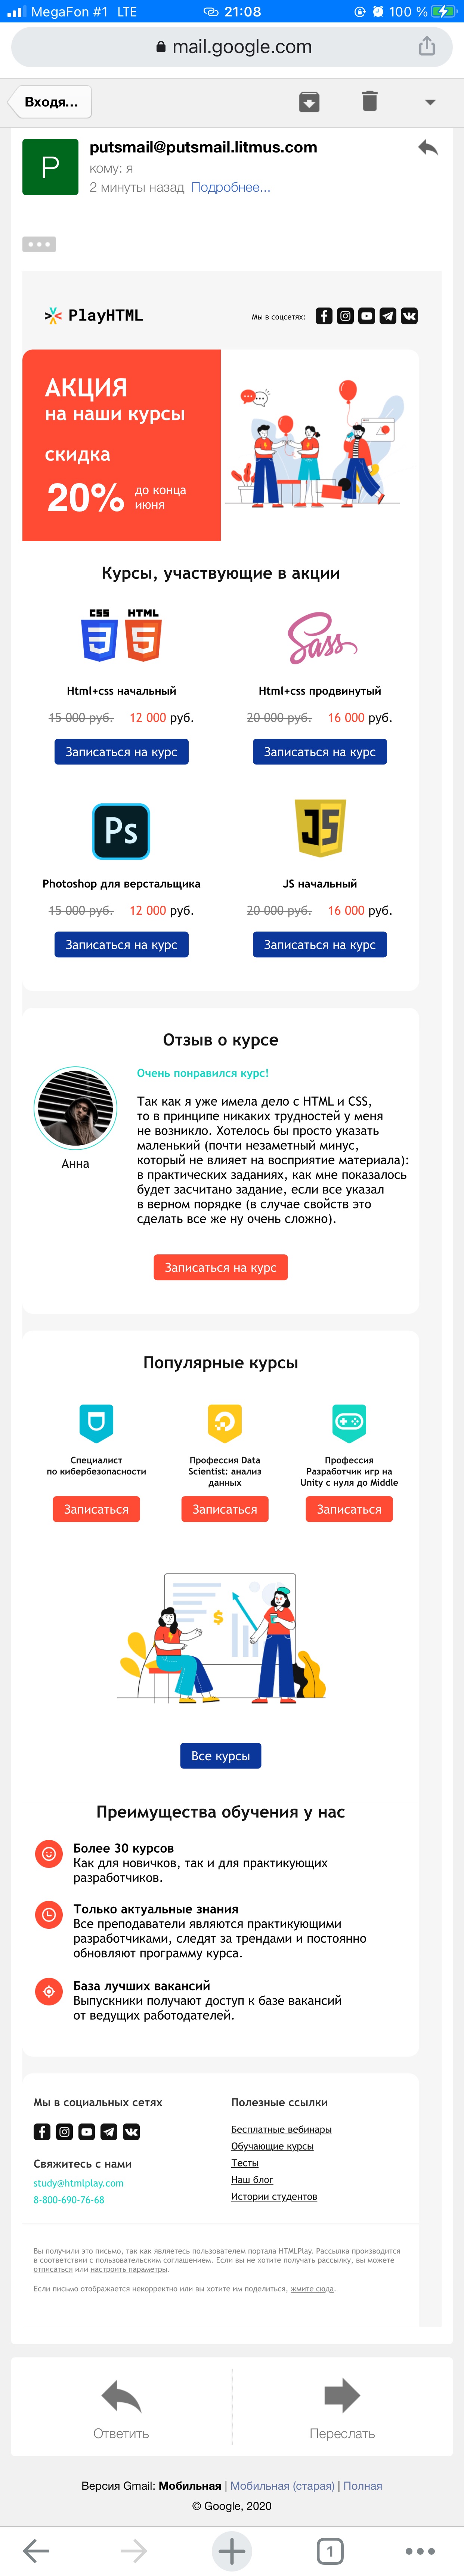 MegaFon #1 LTE 21:08 100 %
mail.google.com
Входя...
P
putsmail@putsmail.litmus.com
кому: я
2 минуты назад Подробнее...
PlayHTML
Мы в соцсетях:
АКЦИЯ
на наши курсы
скидка
20% до конца
июня
Курсы, участвующие в акции
CSS HTML
3 5
Sass
Html+css начальный
Html+css продвинутый
15 000 руб. 12 000 руб.
20 000 руб. 16 000 руб.
Записаться на курс
Записаться на курс
Ps
JS
Photoshop для верстальщика
JS начальный
15 000 руб. 12 000 руб.
20 000 руб. 16 000 руб.
Записаться на курс
Записаться на курс
Отзыв о курсе
Очень понравился курс!
Анна
Так как я уже имела дело с HTML и CSS,
то в принципе никаких трудностей у меня
не возникло. Хотелось бы просто указать
маленький (почти незаметный минус,
который не влияет на восприятие материала):
в практических заданиях, как мне показалось
будет засчитано задание, если все указал
в верном порядке (в случае свойств это
сделать все же ну очень сложно).
Записаться на курс
Популярные курсы
Специалист
по кибербезопасности
Профессия Data
Scientist: анализ
данных
Профессия
Разработчик игр на
Unity с нуля до Middle
Записаться
Записаться
Записаться
$
Все курсы
Преимущества обучения у нас
Более 30 курсов
Как для новичков, так и для практикующих
разработчиков.
Только актуальные знания
Все преподаватели являются практикующими
разработчиками, следят за трендами и постоянно
обновляют программу курса.
База лучших вакансий
Выпускники получают доступ к базе вакансий
от ведущих работодателей.
Мы в социальных сетях
Свяжитесь с нами
study@htmlplay.com
8-800-690-76-68
Полезные ссылки
Бесплатные вебинары
Обучающие курсы
Тесты
Наш блог
Истории студентов
Вы получили это письмо, так как являетесь пользователем портала HTMLPlay. Рассылка производится
в соответствии с пользовательским соглашением. Если вы не хотите получать рассылку, вы можете
отписаться или настроить параметры.
Если письмо отображается некорректно или вы хотите им поделиться, жмите сюда.
Ответить
Переслать
Версия Gmail: Мобильная | Мобильная (старая) | Полная
© Google, 2020
1